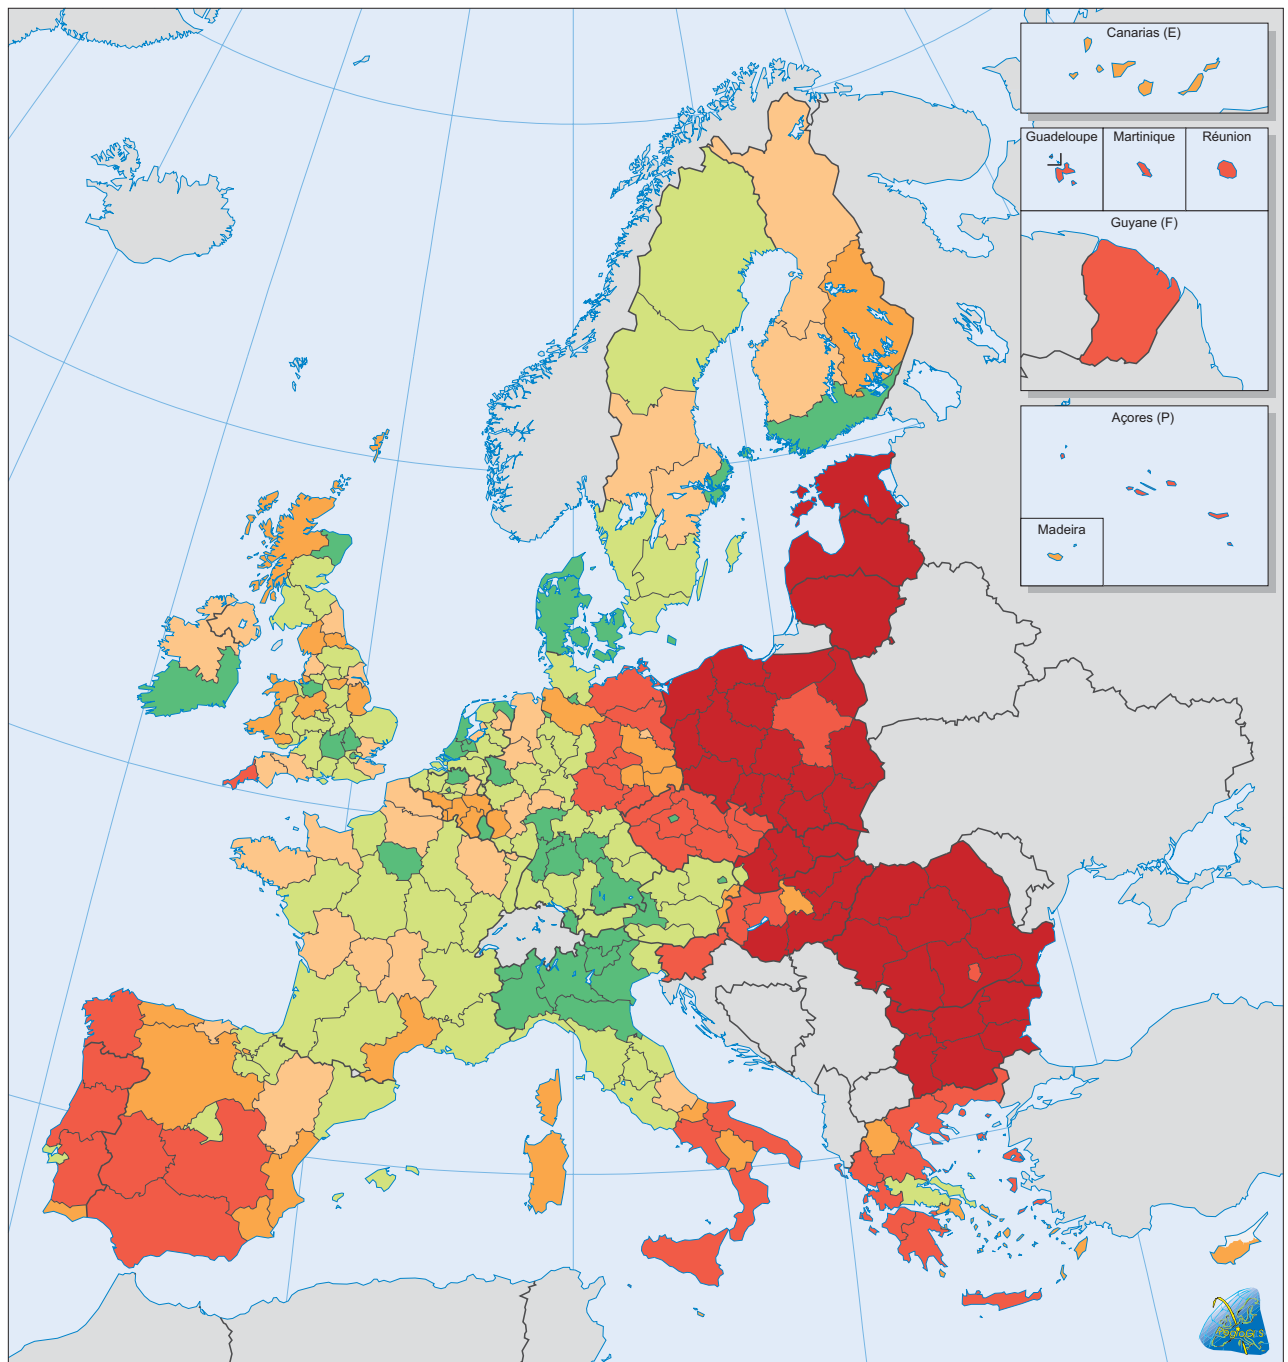 Canarias (E)
Guadeloupe
Martinique
Réunion
Guyane (F)
Açores (P)
Madeira